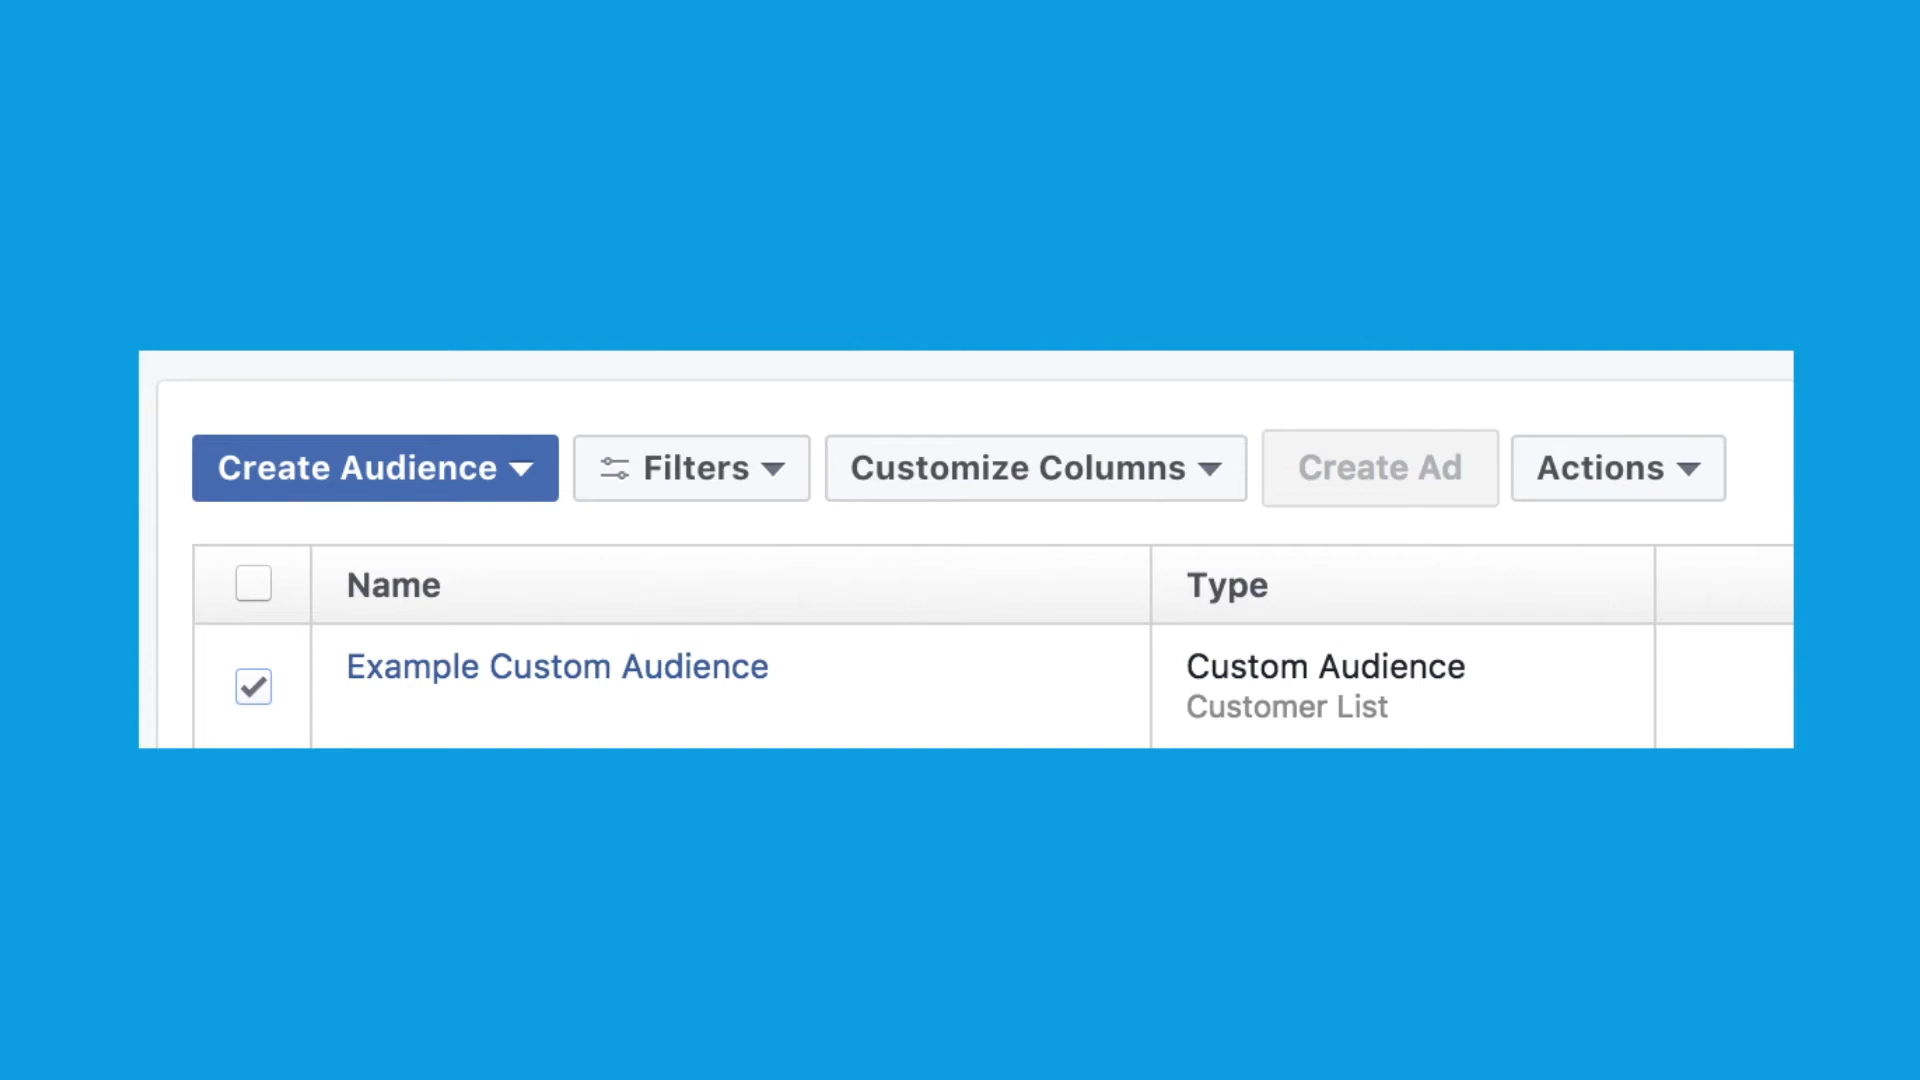 Create Audience Filters Customize Columns Create Ad Actions
Name Type
Example Custom Audience Custom Audience
Customer List